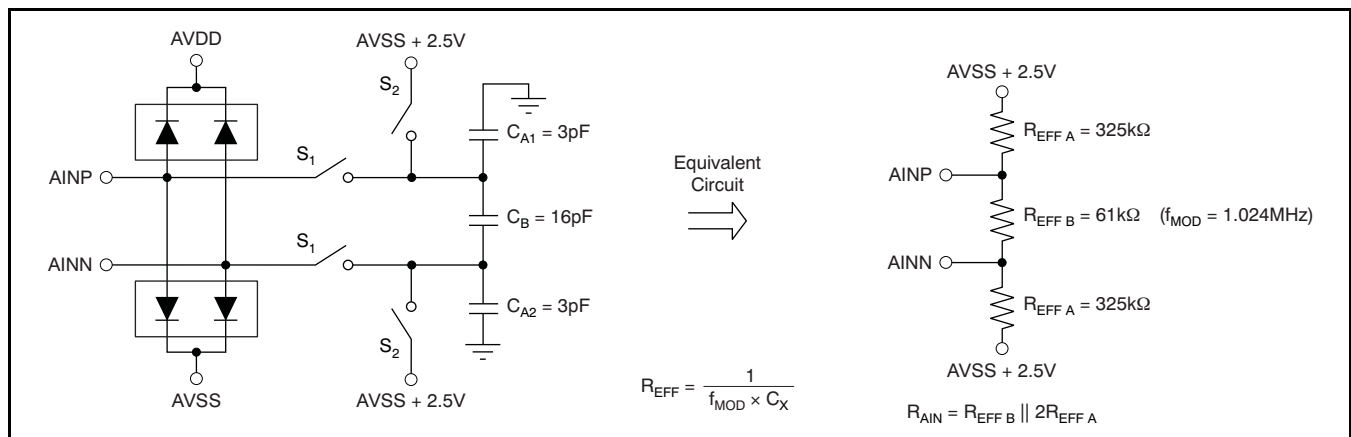 AVDD
AVSS + 2.5V
S2
CA1 = 3pF
S1
AINP
CB = 16pF
S1
AINN
CA2 = 3pF
S2
AVSS
AVSS + 2.5V
Equivalent
Circuit
REFF = 1 / fMOD × CX
AVSS + 2.5V
REFF A = 325kΩ
AINP
REFF B = 61kΩ (fMOD = 1.024MHz)
AINN
REFF A = 325kΩ
AVSS + 2.5V
RAIN = REFF B || 2REFF A